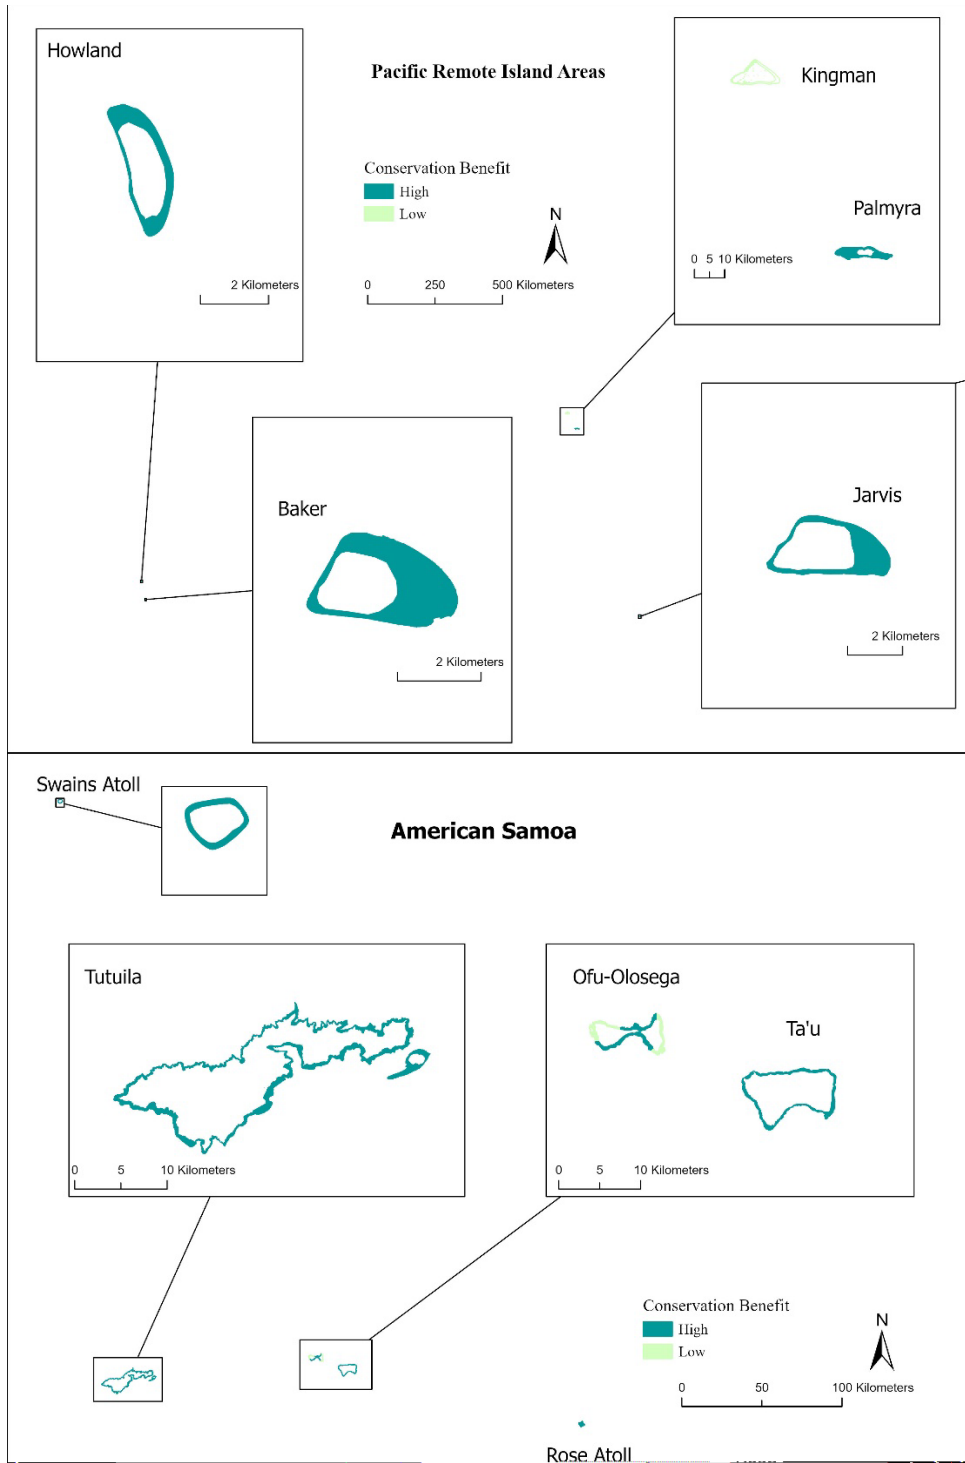 Howland
Pacific Remote Island Areas
Kingman
Conservation Benefit
High
Low
N
Palmyra
0 5 10 Kilometers
2 Kilometers
0 250 500 Kilometers
Baker
Jarvis
2 Kilometers
2 Kilometers
Swains Atoll
American Samoa
Tutuila
Ofu-Olosega
Ta'u
0 5 10 Kilometers
0 5 10 Kilometers
Conservation Benefit
High
Low
N
0 50 100 Kilometers
Rose Atoll